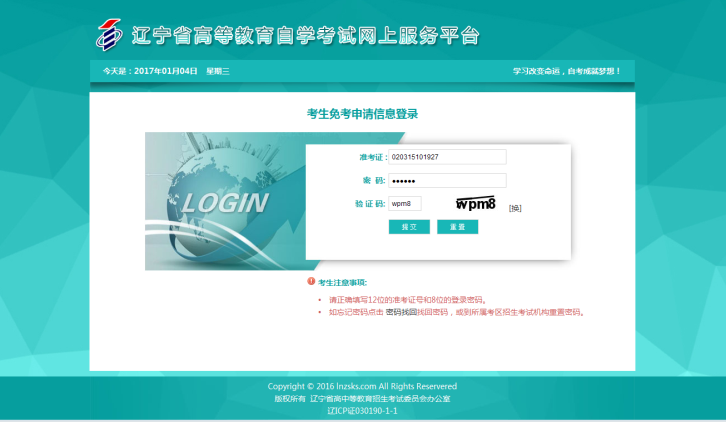 辽宁省高等教育自学考试网上服务平台
今天是：2017年01月04日 星期三
学习改变命运，自考成就梦想！
考生免考申请信息登录
LOGIN
准考证： 020315101927
密 码： ●●●●●●
验 证 码: wpm8 wpm8 [换]
提 交 重 置
考生注意事项:
• 请正确填写12位的准考证号和8位的登录密码。
• 如忘记密码点击 密码找回找回密码，或到所属考区招生考试机构重置密码。
Copyright © 2016 lnzsks.com All Rights Reservered
版权所有 辽宁省高中等教育招生考试委员会办公室
辽ICP证030190-1-1